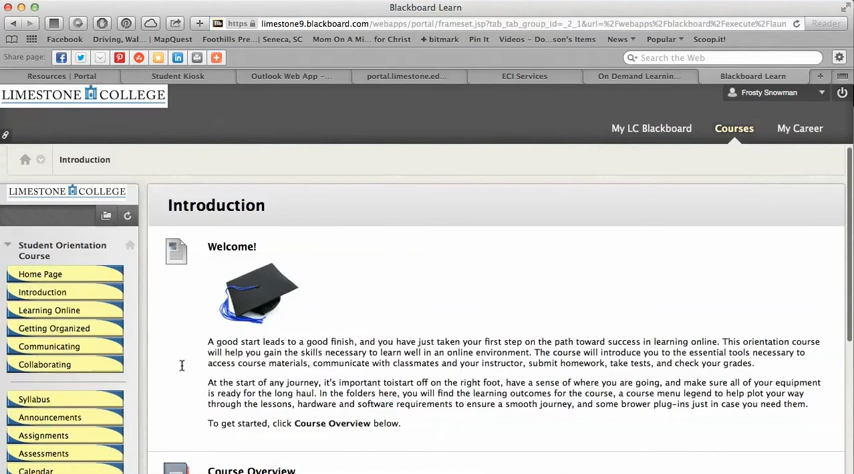 Blackboard Learn
https limestone9.blackboard.com/webapps/portal/frameset.jsp?tab_tab_group_id=_2_1&url=%2Fwebapps%2Fblackboard%2Fexecute%2Flaun
Reader
Facebook Driving, Wal...| MapQuest Foothills Pre...| Seneca, SC Mom On A Mi...for Christ + bitmark Pin It Videos - Do...son's Items News Popular Scoop.it!
Share page: Search the Web
Resources | Portal Student Kiosk Outlook Web App -... portal.limestone.ed... ECI Services On Demand Learnin... Blackboard Learn
LIMESTONE COLLEGE
Frosty Snowman
My LC Blackboard Courses My Career
Introduction
LIMESTONE COLLEGE
Student Orientation
Course
Home Page
Introduction
Learning Online
Getting Organized
Communicating
Collaborating
Syllabus
Announcements
Assignments
Assessments
Calendar
Introduction
Welcome!
A good start leads to a good finish, and you have just taken your first step on the path toward success in learning online. This orientation course
will help you gain the skills necessary to learn well in an online environment. The course will introduce you to the essential tools necessary to
access course materials, communicate with classmates and your instructor, submit homework, take tests, and check your grades.
At the start of any journey, it's important toistart off on the right foot, have a sense of where you are going, and make sure all of your equipment
is ready for the long haul. In the folders here, you will find the learning outcomes for the course, a course menu legend to help plot your way
through the lessons, hardware and software requirements to ensure a smooth journey, and some brower plug-ins just in case you need them.
To get started, click Course Overview below.
Course Overview